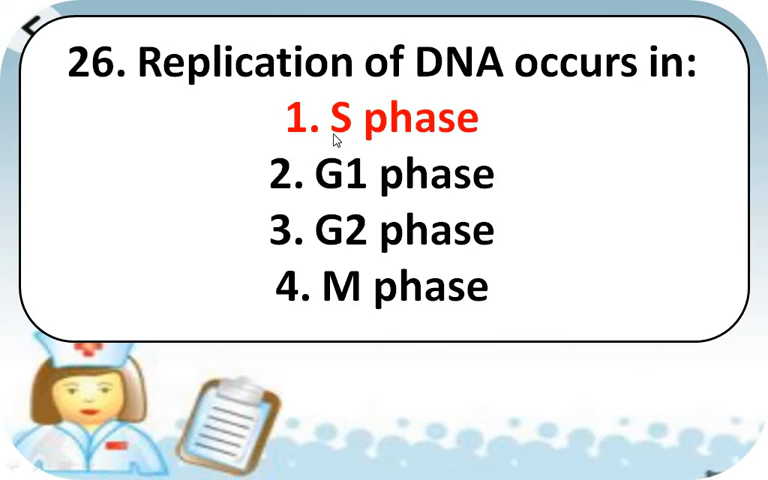 26. Replication of DNA occurs in:
1. S phase
2. G1 phase
3. G2 phase
4. M phase